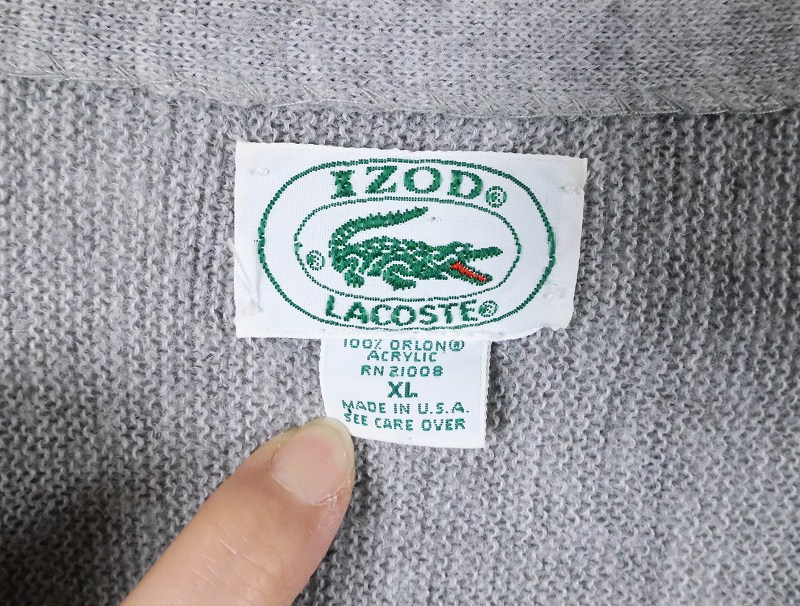 IZOD®
®
LACOSTE®
100% ORLON®
ACRYLIC
RN 21008
XL
MADE IN U.S.A.
SEE CARE OVER